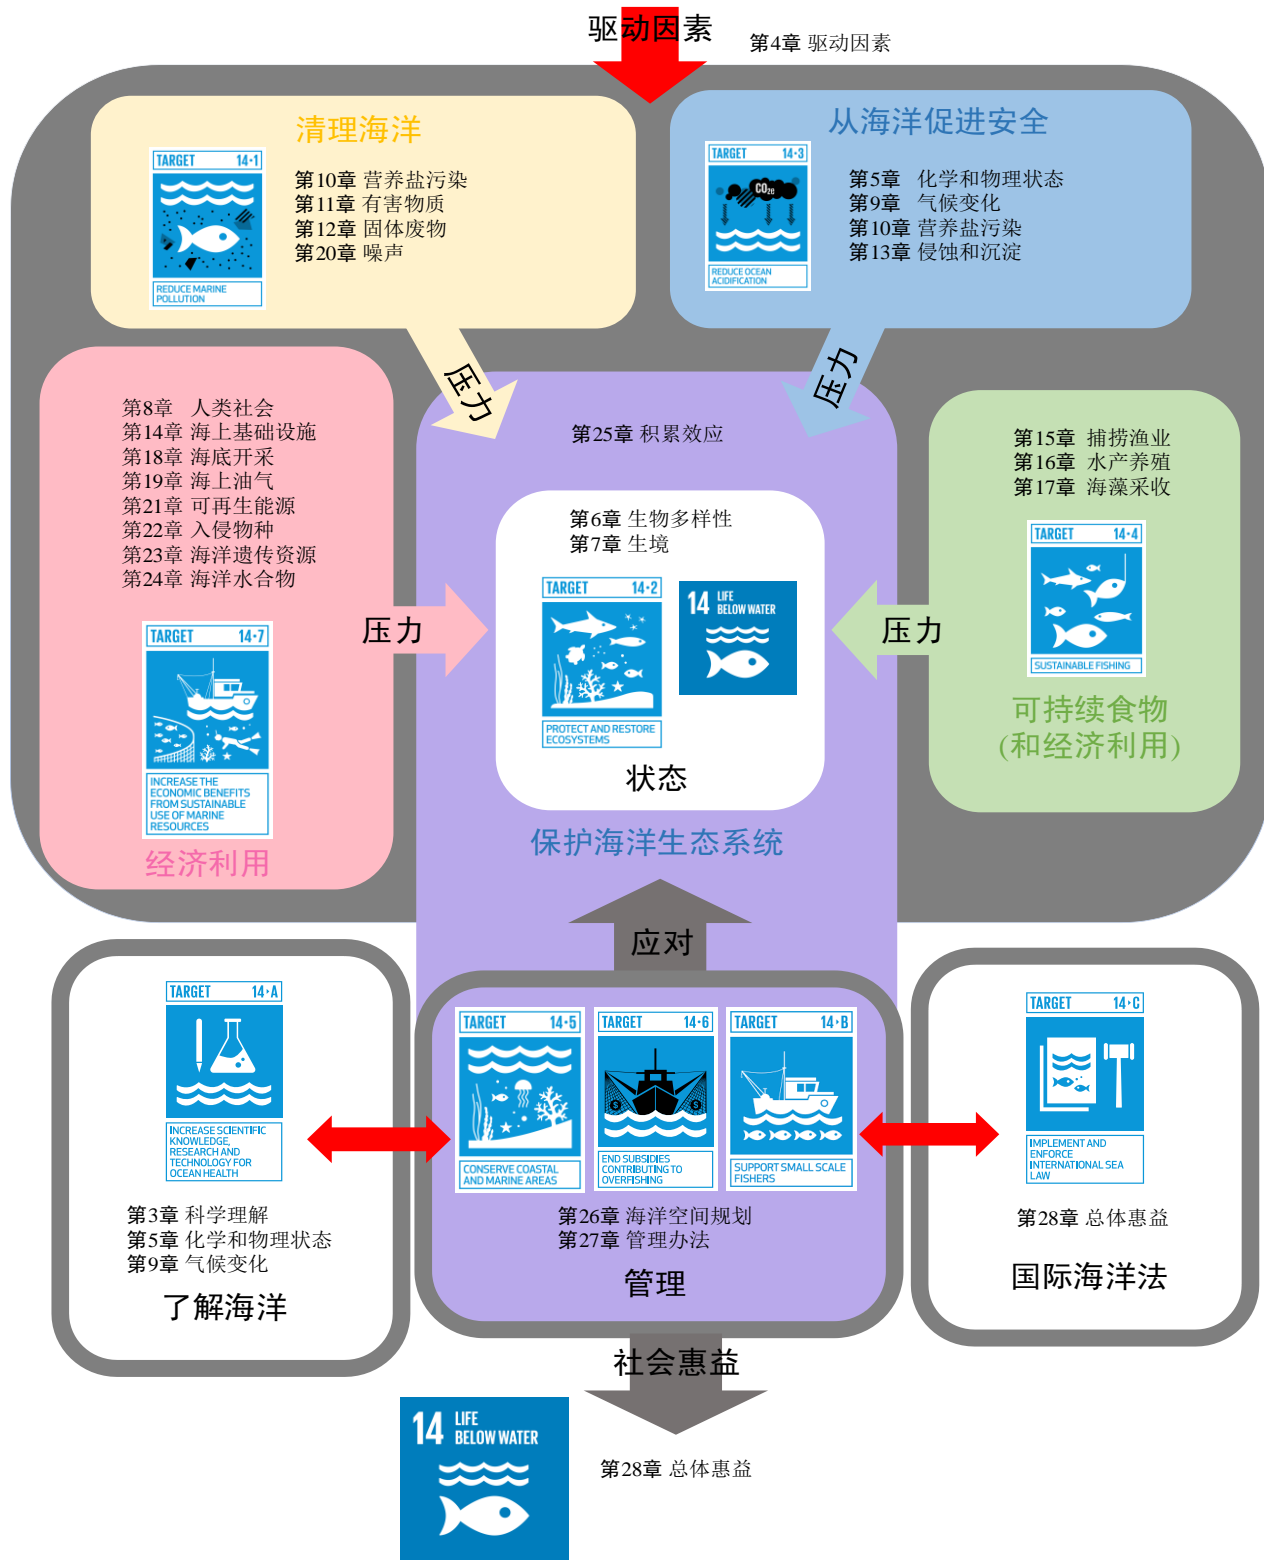 驱动因素
第4章 驱动因素
清理海洋
TARGET 14·1
REDUCE MARINE
POLLUTION
第10章 营养盐污染
第11章 有害物质
第12章 固体废物
第20章 噪声
从海洋促进安全
TARGET 14·3
CO2e
REDUCE OCEAN
ACIDIFICATION
第5章 化学和物理状态
第9章 气候变化
第10章 营养盐污染
第13章 侵蚀和沉淀
压力
压力
第8章 人类社会
第14章 海上基础设施
第18章 海底开采
第19章 海上油气
第21章 可再生能源
第22章 入侵物种
第23章 海洋遗传资源
第24章 海洋水合物
TARGET 14·7
INCREASE THE
ECONOMIC BENEFITS
FROM SUSTAINABLE
USE OF MARINE
RESOURCES
经济利用
压力
第25章 积累效应
第6章 生物多样性
第7章 生境
TARGET 14·2
PROTECT AND RESTORE
ECOSYSTEMS
14 LIFE
BELOW WATER
状态
保护海洋生态系统
压力
第15章 捕捞渔业
第16章 水产养殖
第17章 海藻采收
TARGET 14·4
SUSTAINABLE FISHING
可持续食物
(和经济利用)
应对
TARGET 14·A
INCREASE SCIENTIFIC
KNOWLEDGE,
RESEARCH AND
TECHNOLOGY FOR
OCEAN HEALTH
第3章 科学理解
第5章 化学和物理状态
第9章 气候变化
了解海洋
TARGET 14·5
CONSERVE COASTAL
AND MARINE AREAS
TARGET 14·6
END SUBSIDIES
CONTRIBUTING TO
OVERFISHING
TARGET 14·B
SUPPORT SMALL SCALE
FISHERS
第26章 海洋空间规划
第27章 管理办法
管理
TARGET 14·C
IMPLEMENT AND
ENFORCE
INTERNATIONAL SEA
LAW
第28章 总体惠益
国际海洋法
社会惠益
14 LIFE
BELOW WATER
第28章 总体惠益